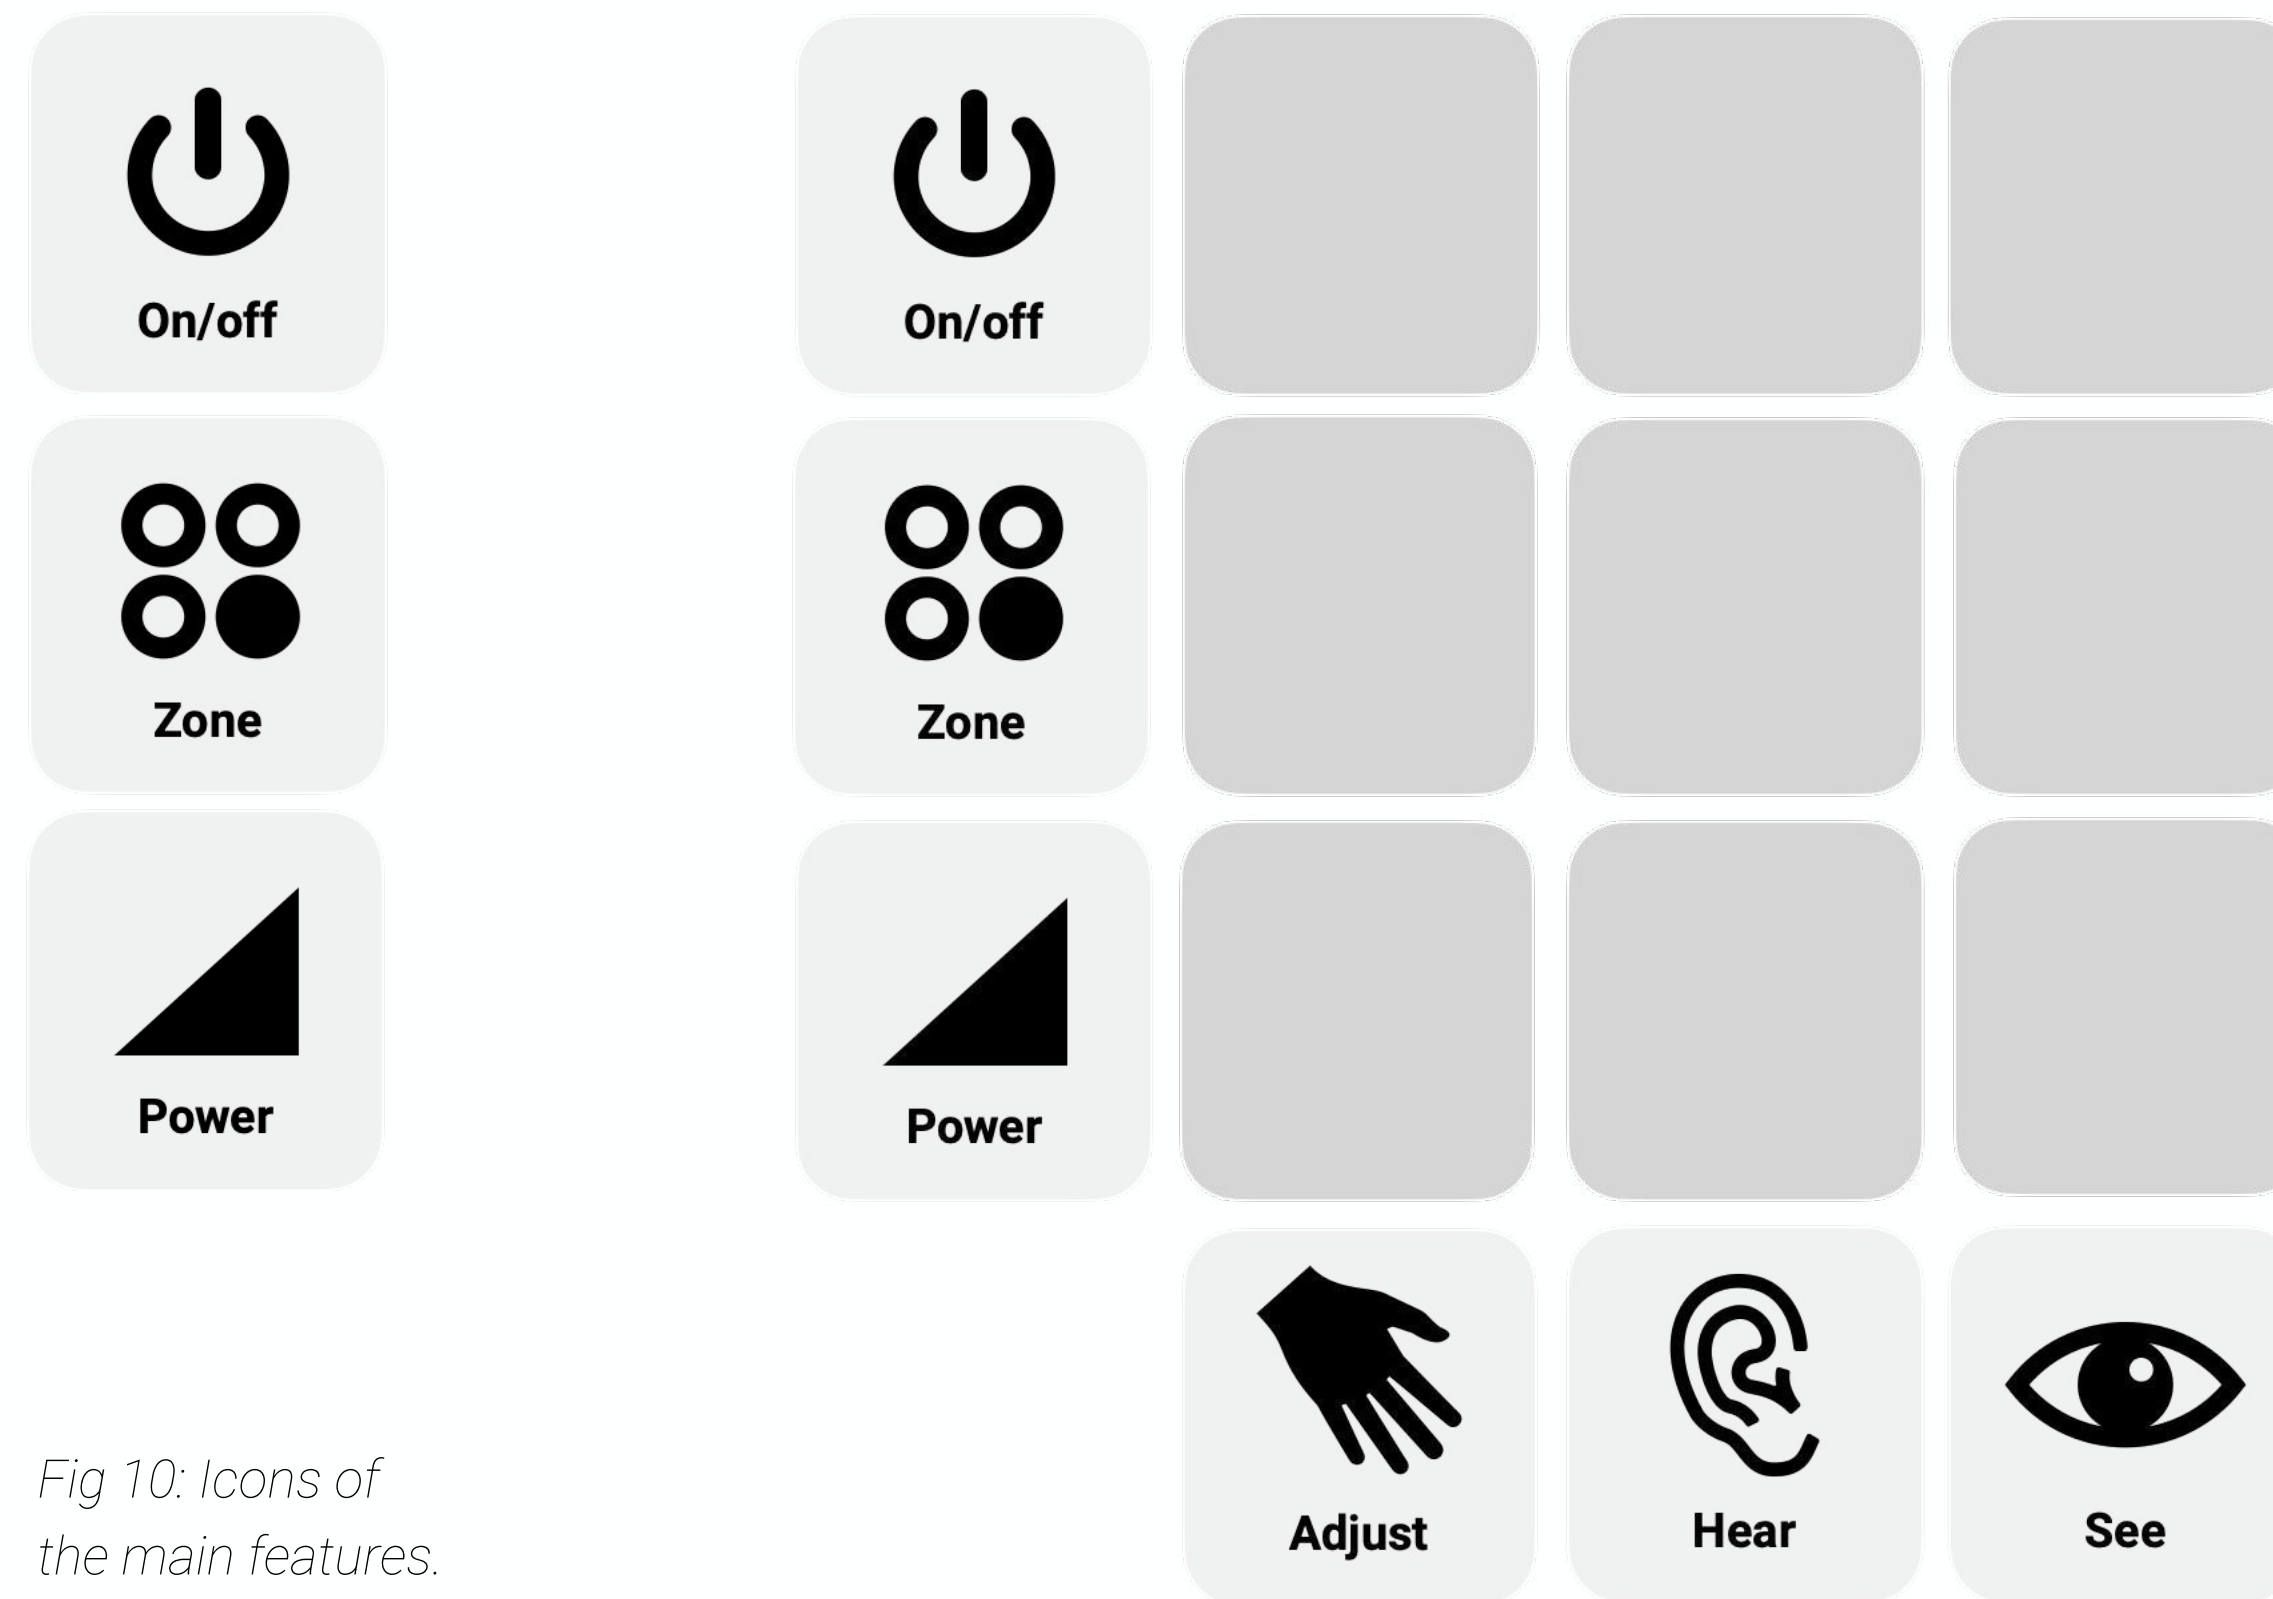 On/off
Zone
Power
Fig 10: Icons of
the main features.
On/off
Zone
Power
Adjust
Hear
See